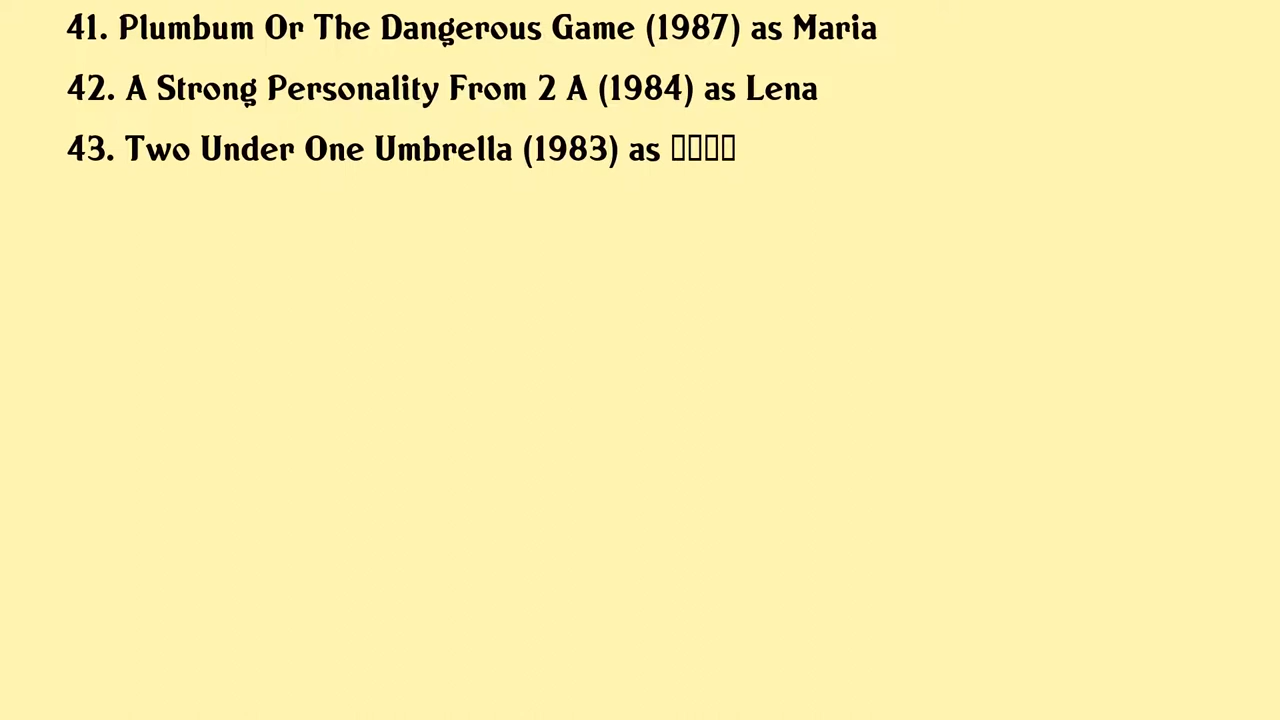 41. Plumbum Or The Dangerous Game (1987) as Maria
42. A Strong Personality From 2 A (1984) as Lena
43. Two Under One Umbrella (1983) as